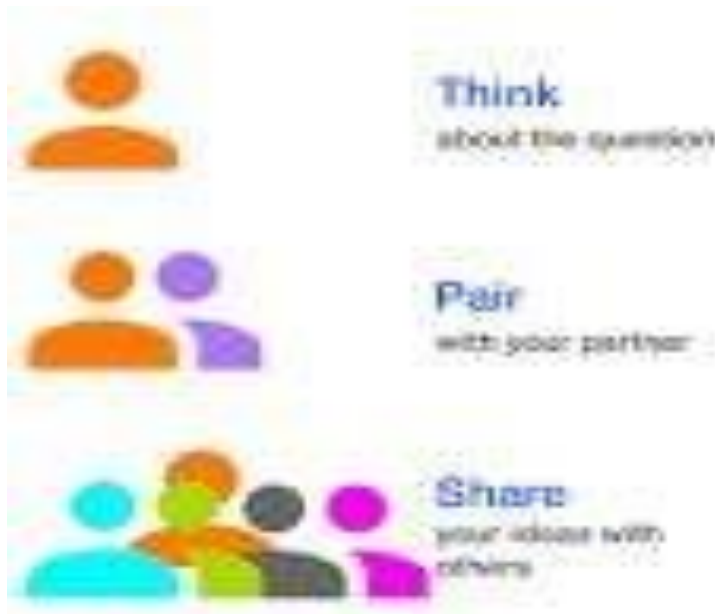 Think
about the question
Pair
with your partner
Share
your ideas with
others